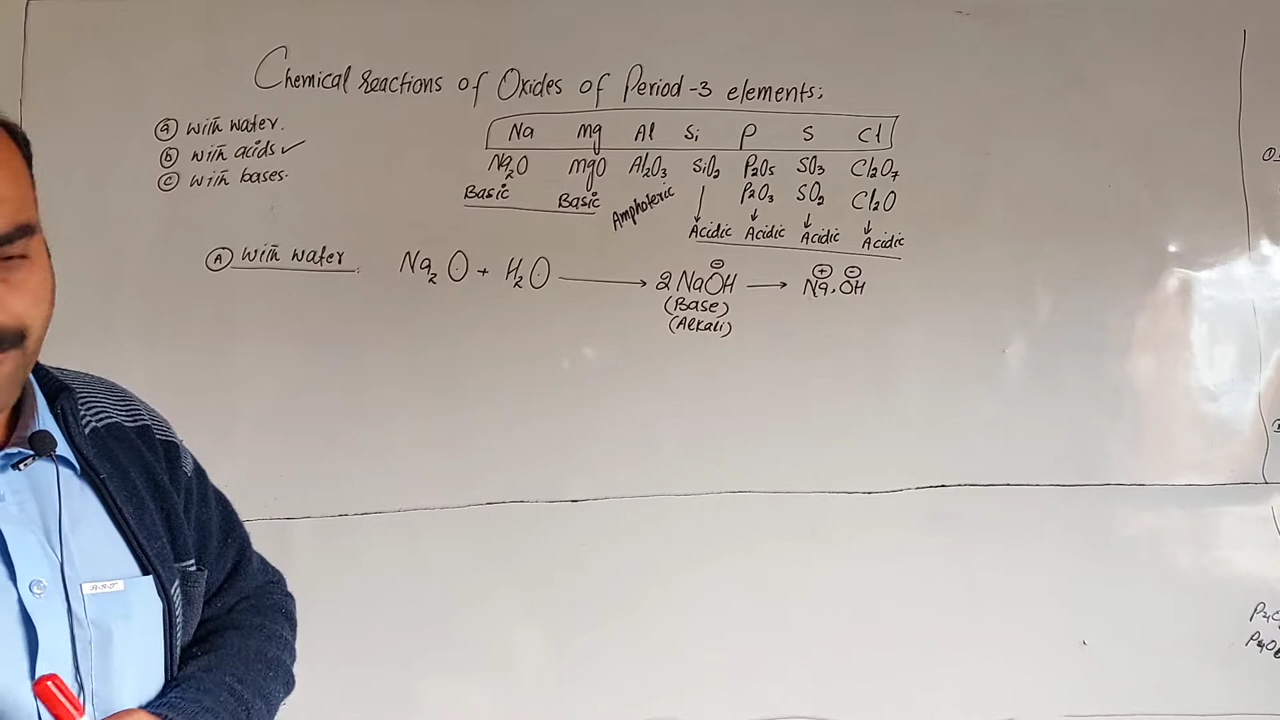 Chemical reactions of Oxides of Period-3 elements;
ⓐ with water.
ⓑ with acids ✓
ⓒ with bases.
Na Mg Al Si P S Cl
Na₂O MgO Al₂O₃ SiO₂ P₂O₅ SO₃ Cl₂O₇
P₂O₃ SO₂ Cl₂O
Basic Basic Amphoteric
↓ ↓ ↓ ↓
Acidic Acidic Acidic Acidic
Ⓐ with water Na₂O + H₂O ⟶ 2NaOH⊖ ⟶ Na⊕. OH⊖
(Base)
(Alkali)
A·S·T